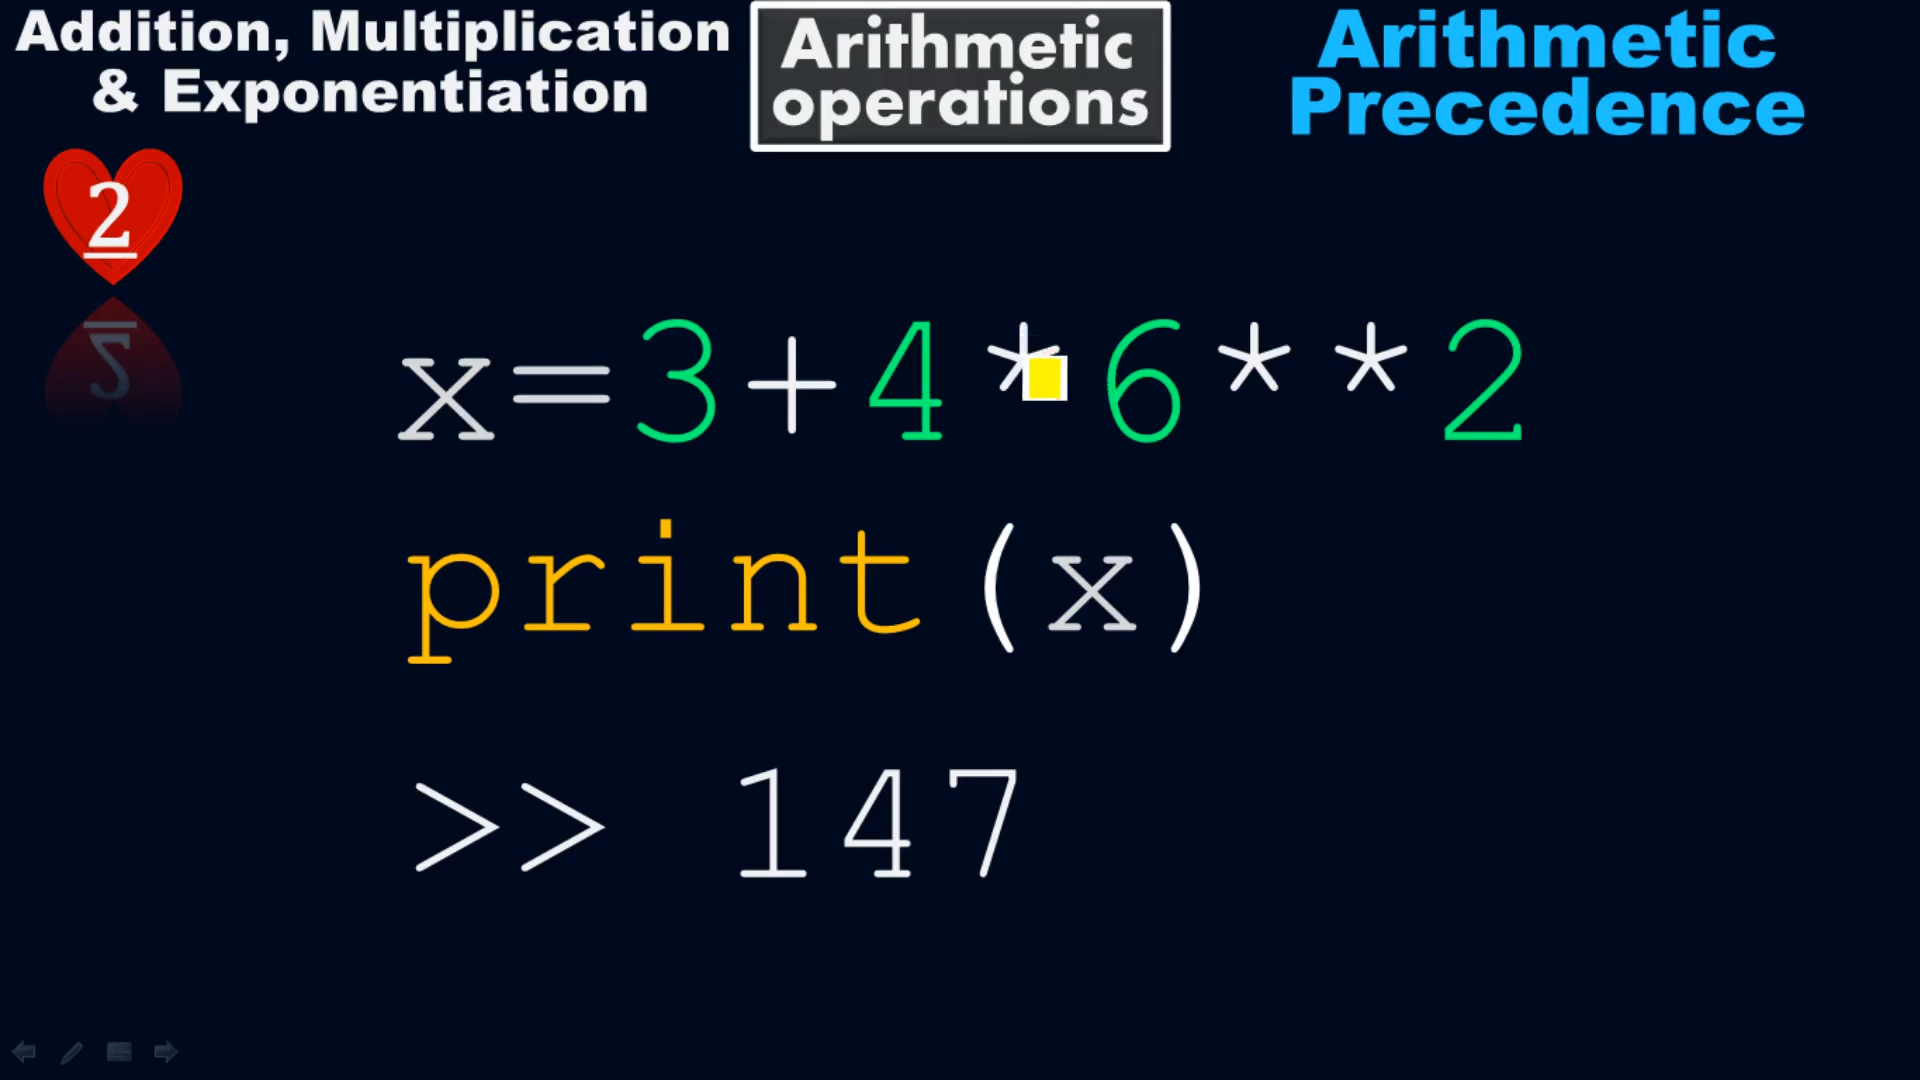 Addition, Multiplication
& Exponentiation
Arithmetic
operations
Arithmetic
Precedence
2
x=3+4*6**2
print(x)
>> 147